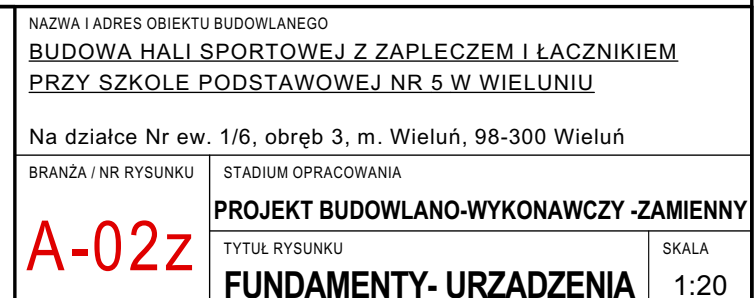 NAZWA I ADRES OBIEKTU BUDOWLANEGO
BUDOWA HALI SPORTOWEJ Z ZAPLECZEM I ŁACZNIKIEM
PRZY SZKOLE PODSTAWOWEJ NR 5 W WIELUNIU
Na działce Nr ew. 1/6, obręb 3, m. Wieluń, 98-300 Wieluń
BRANŻA / NR RYSUNKU
A-02z
STADIUM OPRACOWANIA
PROJEKT BUDOWLANO-WYKONAWCZY -ZAMIENNY
TYTUŁ RYSUNKU
FUNDAMENTY- URZADZENIA
SKALA
1:20